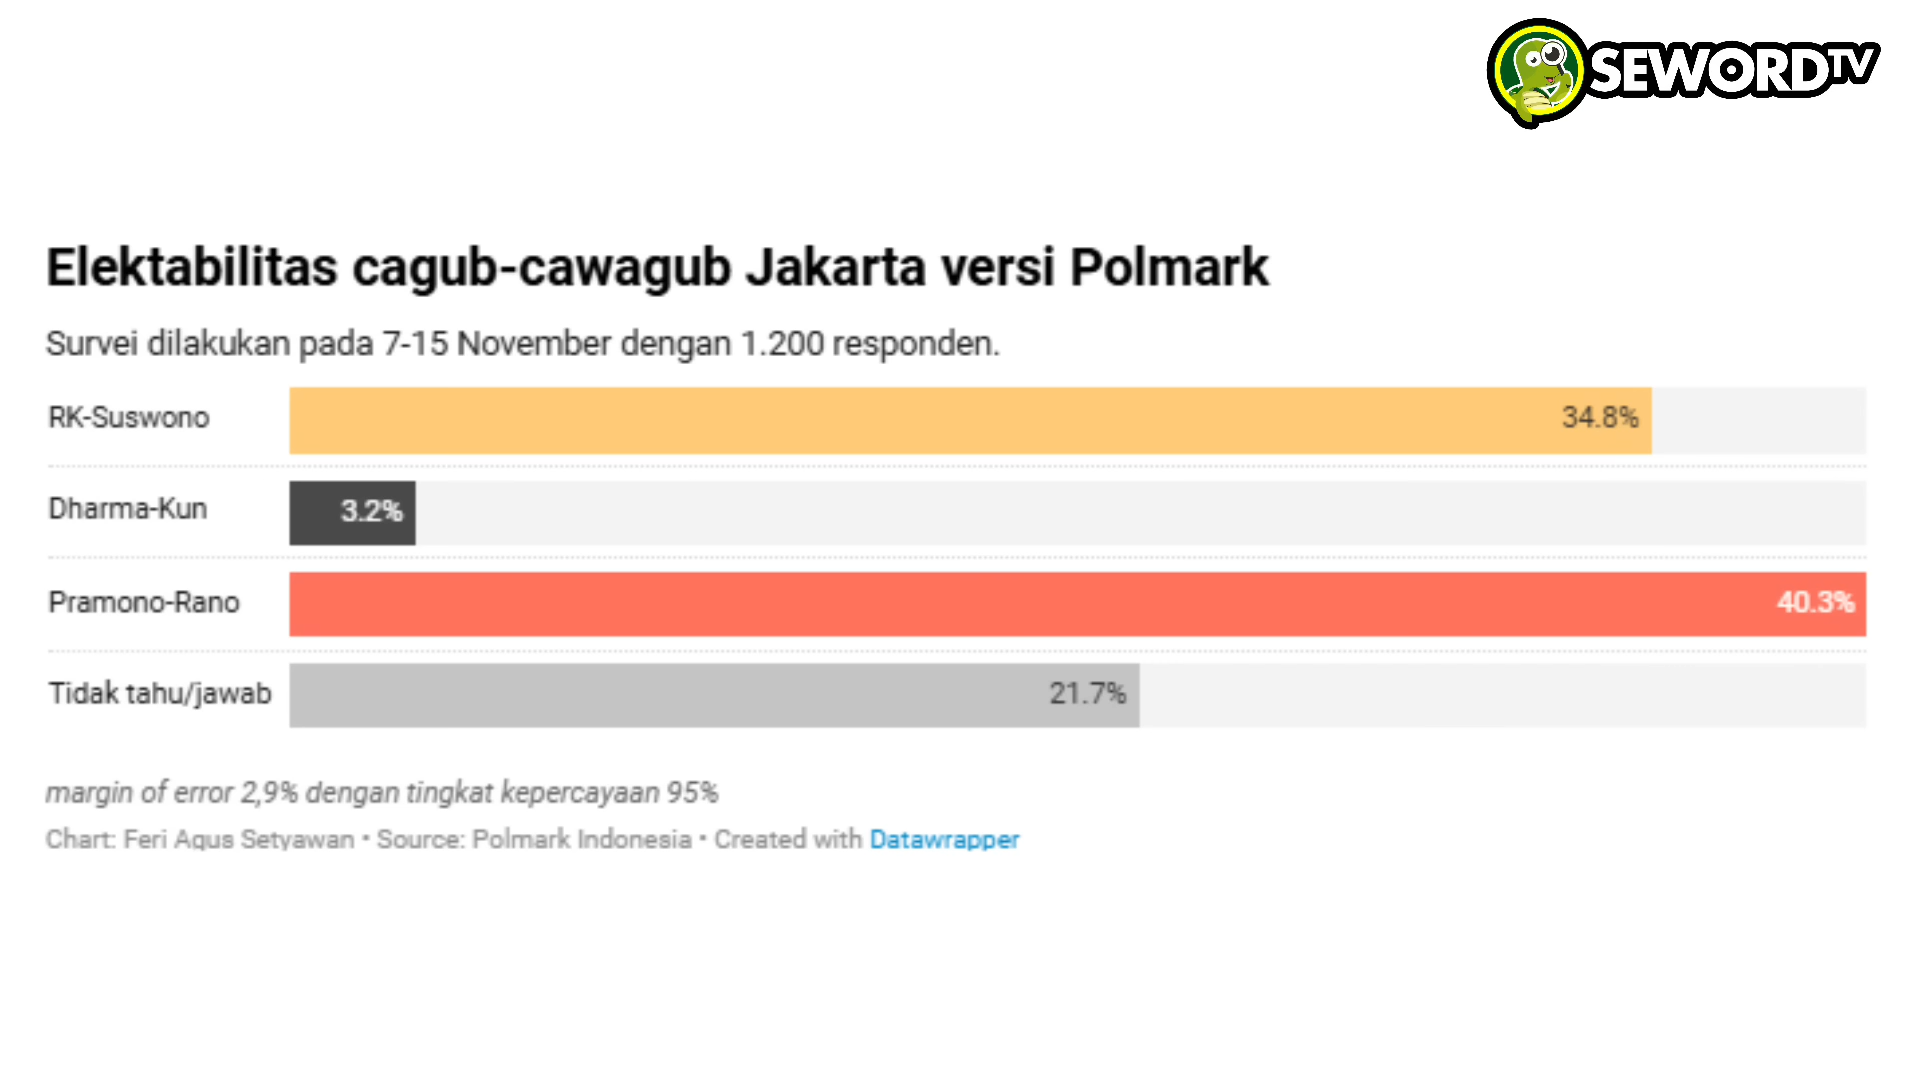 SEWORDTV
Elektabilitas cagub-cawagub Jakarta versi Polmark
Survei dilakukan pada 7-15 November dengan 1.200 responden.
RK-Suswono 34.8%
Dharma-Kun 3.2%
Pramono-Rano 40.3%
Tidak tahu/jawab 21.7%
margin of error 2,9% dengan tingkat kepercayaan 95%
Chart: Feri Agus Setyawan • Source: Polmark Indonesia • Created with Datawrapper